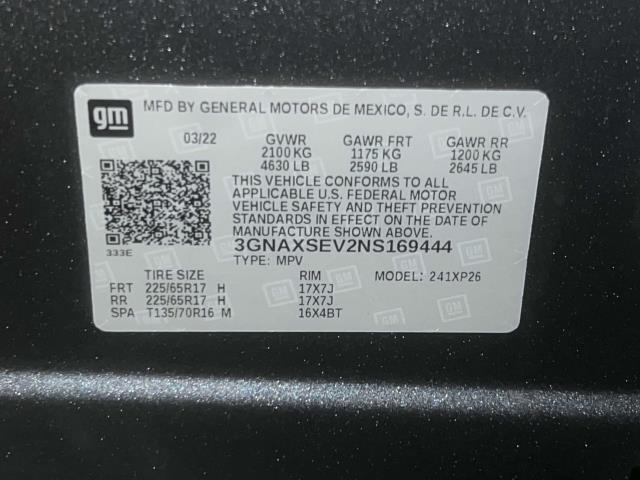 gm
MFD BY GENERAL MOTORS DE MEXICO, S. DE R.L. DE C.V.
03/22 GVWR GAWR FRT GAWR RR
2100 KG 1175 KG 1200 KG
4630 LB 2590 LB 2645 LB
THIS VEHICLE CONFORMS TO ALL
APPLICABLE U.S. FEDERAL MOTOR
VEHICLE SAFETY AND THEFT PREVENTION
STANDARDS IN EFFECT ON THE DATE OF
MANUFACTURE SHOWN ABOVE.
333E 3GNAXSEV2NS169444
TYPE: MPV
TIRE SIZE RIM MODEL: 241XP26
FRT 225/65R17 H 17X7J
RR 225/65R17 H 17X7J
SPA T135/70R16 M 16X4BT